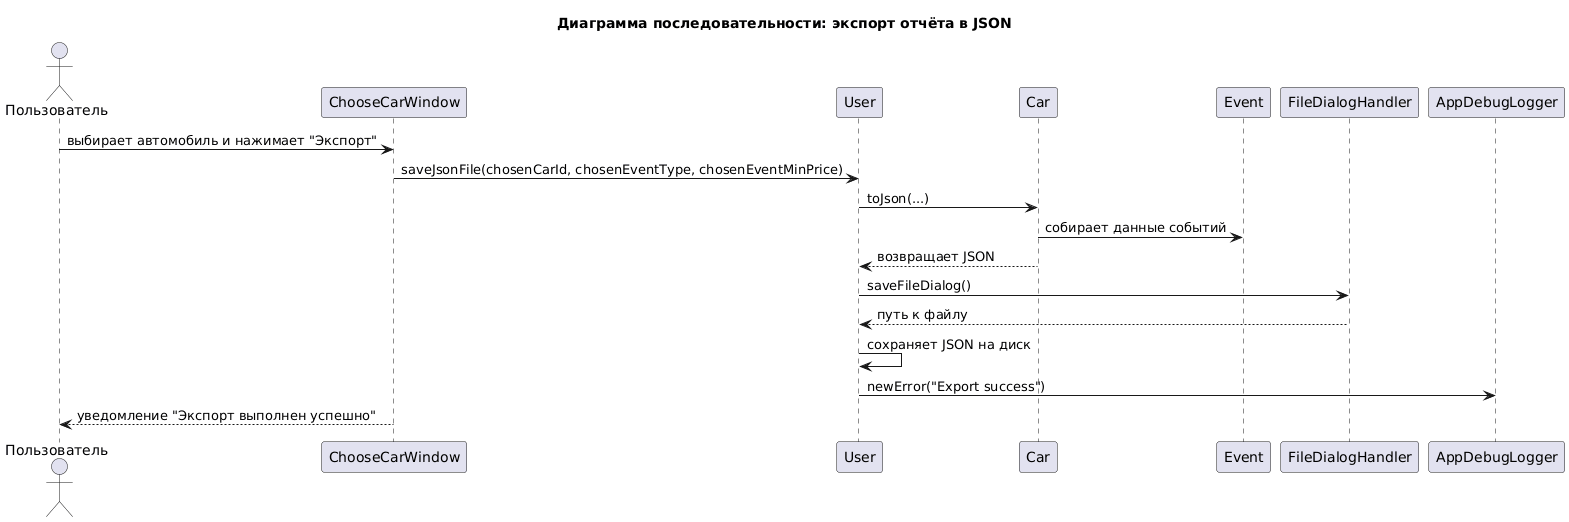 Диаграмма последовательности: экспорт отчёта в JSON
Пользователь
ChooseCarWindow
User
Car
Event
FileDialogHandler
AppDebugLogger
выбирает автомобиль и нажимает "Экспорт"
saveJsonFile(chosenCarId, chosenEventType, chosenEventMinPrice)
toJson(...)
собирает данные событий
возвращает JSON
saveFileDialog()
путь к файлу
сохраняет JSON на диск
newError("Export success")
уведомление "Экспорт выполнен успешно"
Пользователь
ChooseCarWindow
User
Car
Event
FileDialogHandler
AppDebugLogger